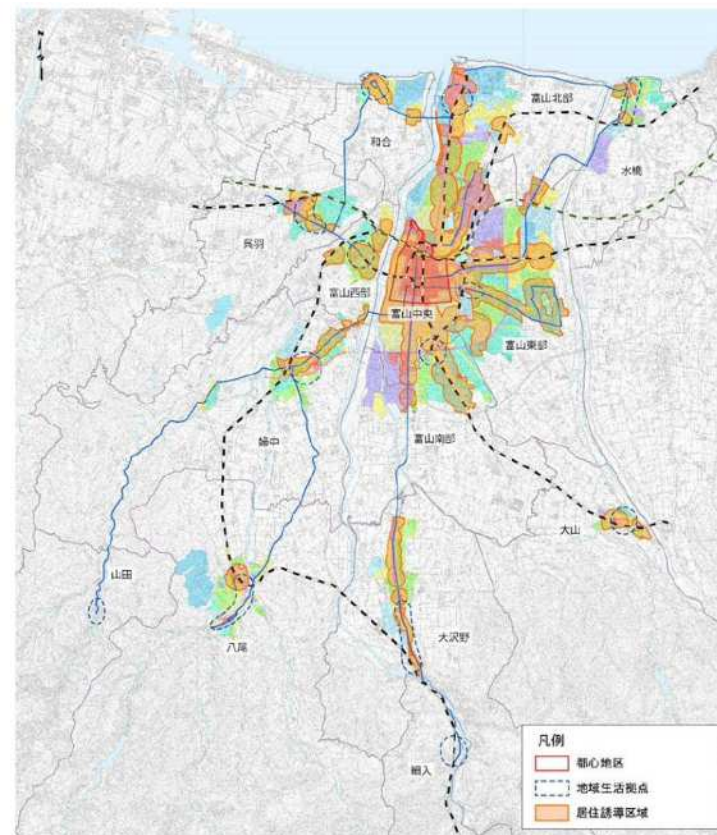 富山北部
和合
水橋
呉羽
富山西部
富山中央
富山東部
婦中
富山南部
大山
山田
八尾
大沢野
細入
凡例
都心地区
地域生活拠点
居住誘導区域